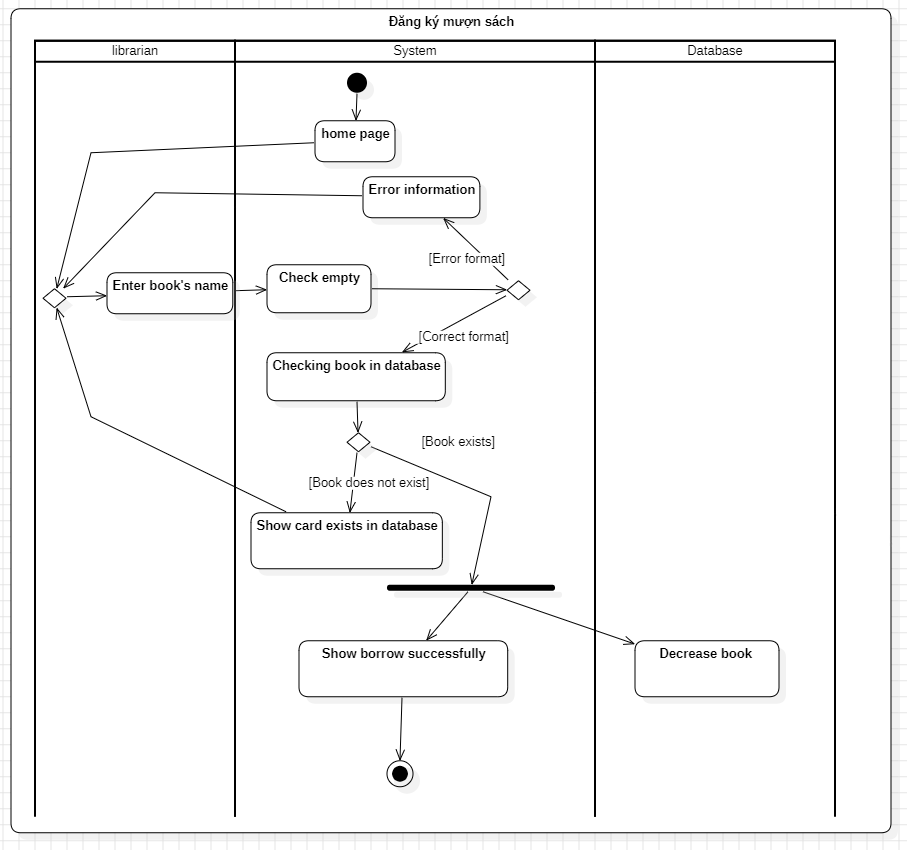 Đăng ký mượn sách
librarian
System
Database
home page
Error information
[Error format]
Enter book's name
Check empty
[Correct format]
Checking book in database
[Book exists]
[Book does not exist]
Show card exists in database
Show borrow successfully
Decrease book